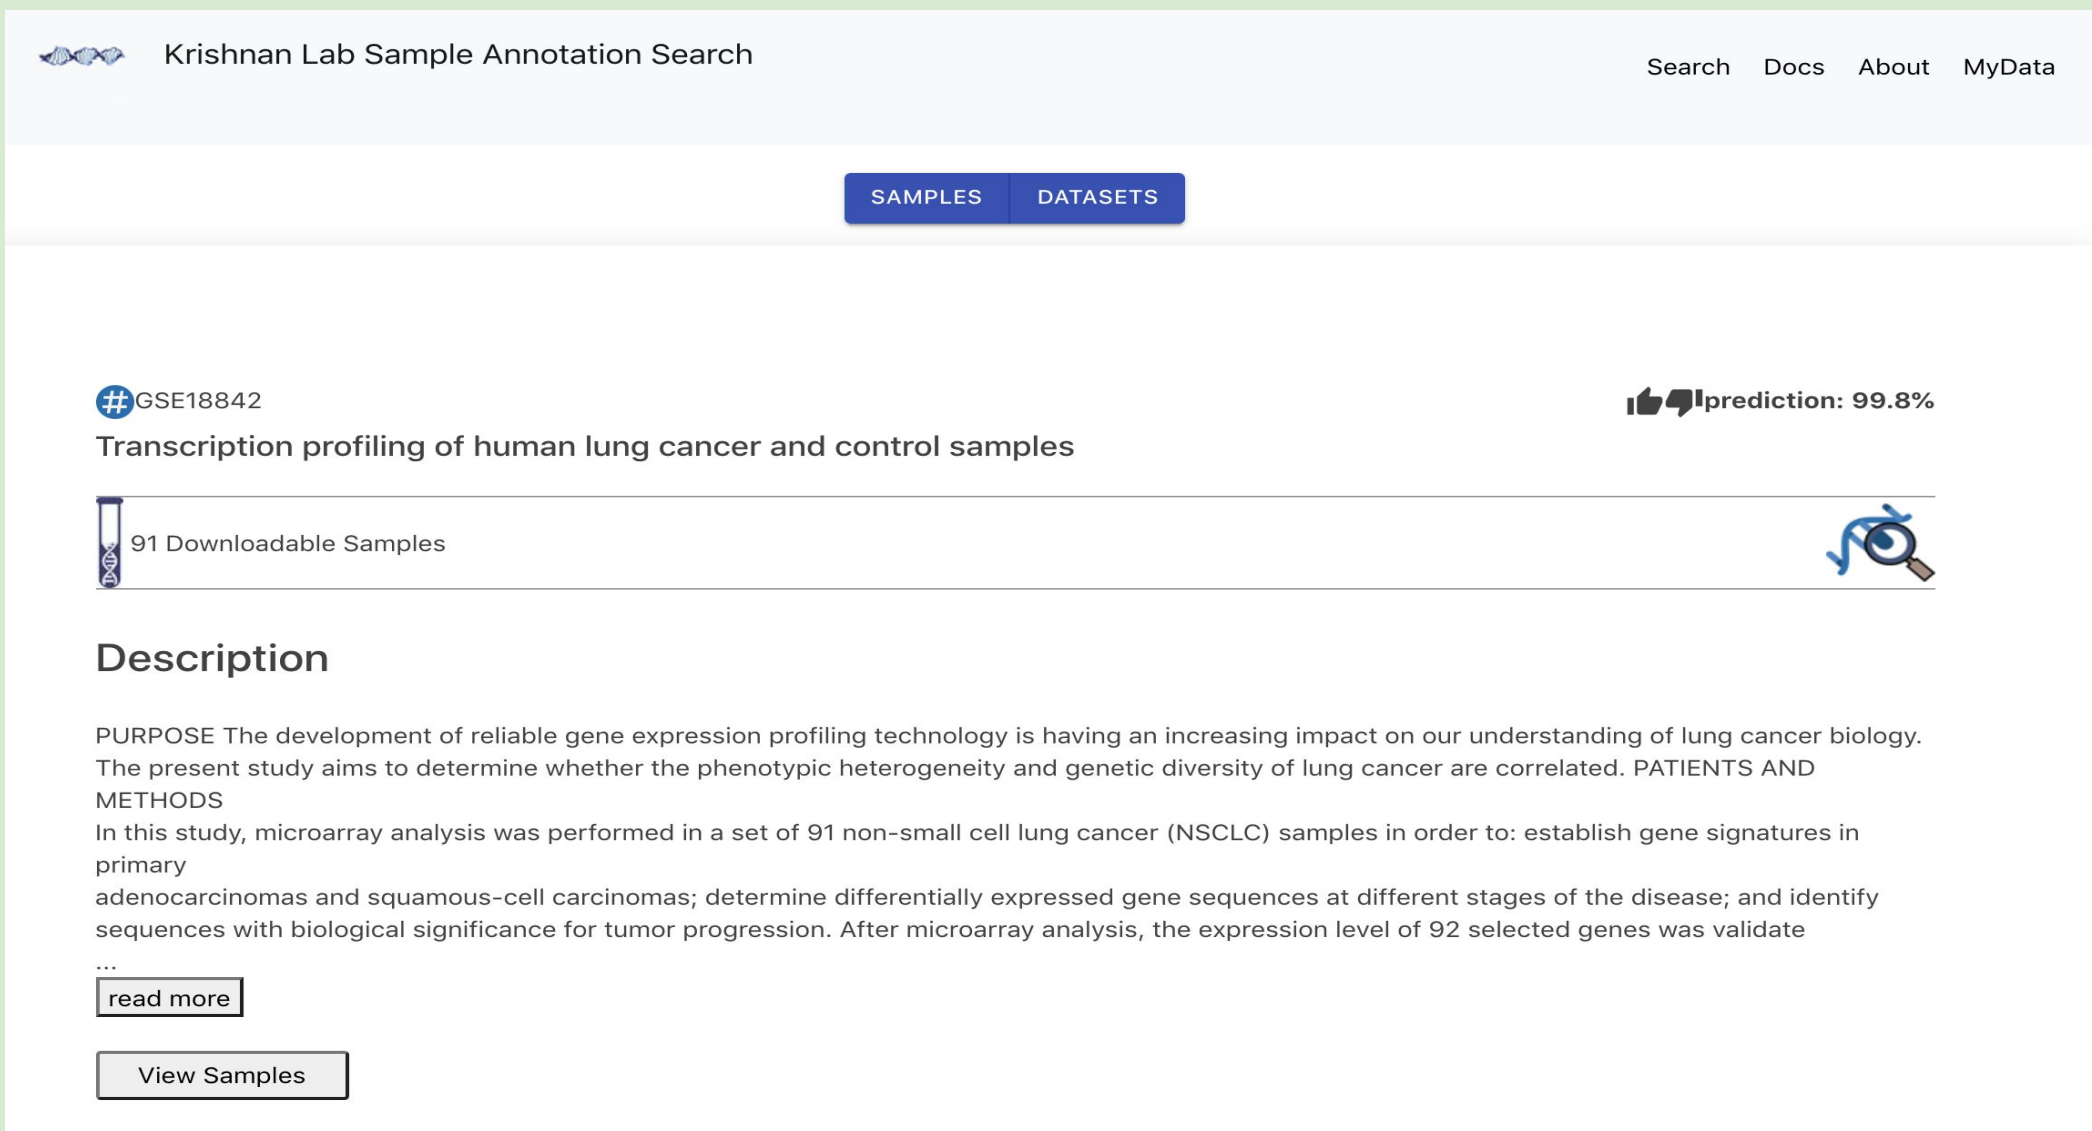 Krishnan Lab Sample Annotation Search
Search Docs About MyData
SAMPLES DATASETS
#GSE18842
prediction: 99.8%
Transcription profiling of human lung cancer and control samples
91 Downloadable Samples
Description
PURPOSE The development of reliable gene expression profiling technology is having an increasing impact on our understanding of lung cancer biology.
The present study aims to determine whether the phenotypic heterogeneity and genetic diversity of lung cancer are correlated. PATIENTS AND
METHODS
In this study, microarray analysis was performed in a set of 91 non-small cell lung cancer (NSCLC) samples in order to: establish gene signatures in
primary
adenocarcinomas and squamous-cell carcinomas; determine differentially expressed gene sequences at different stages of the disease; and identify
sequences with biological significance for tumor progression. After microarray analysis, the expression level of 92 selected genes was validate
...
read more
View Samples